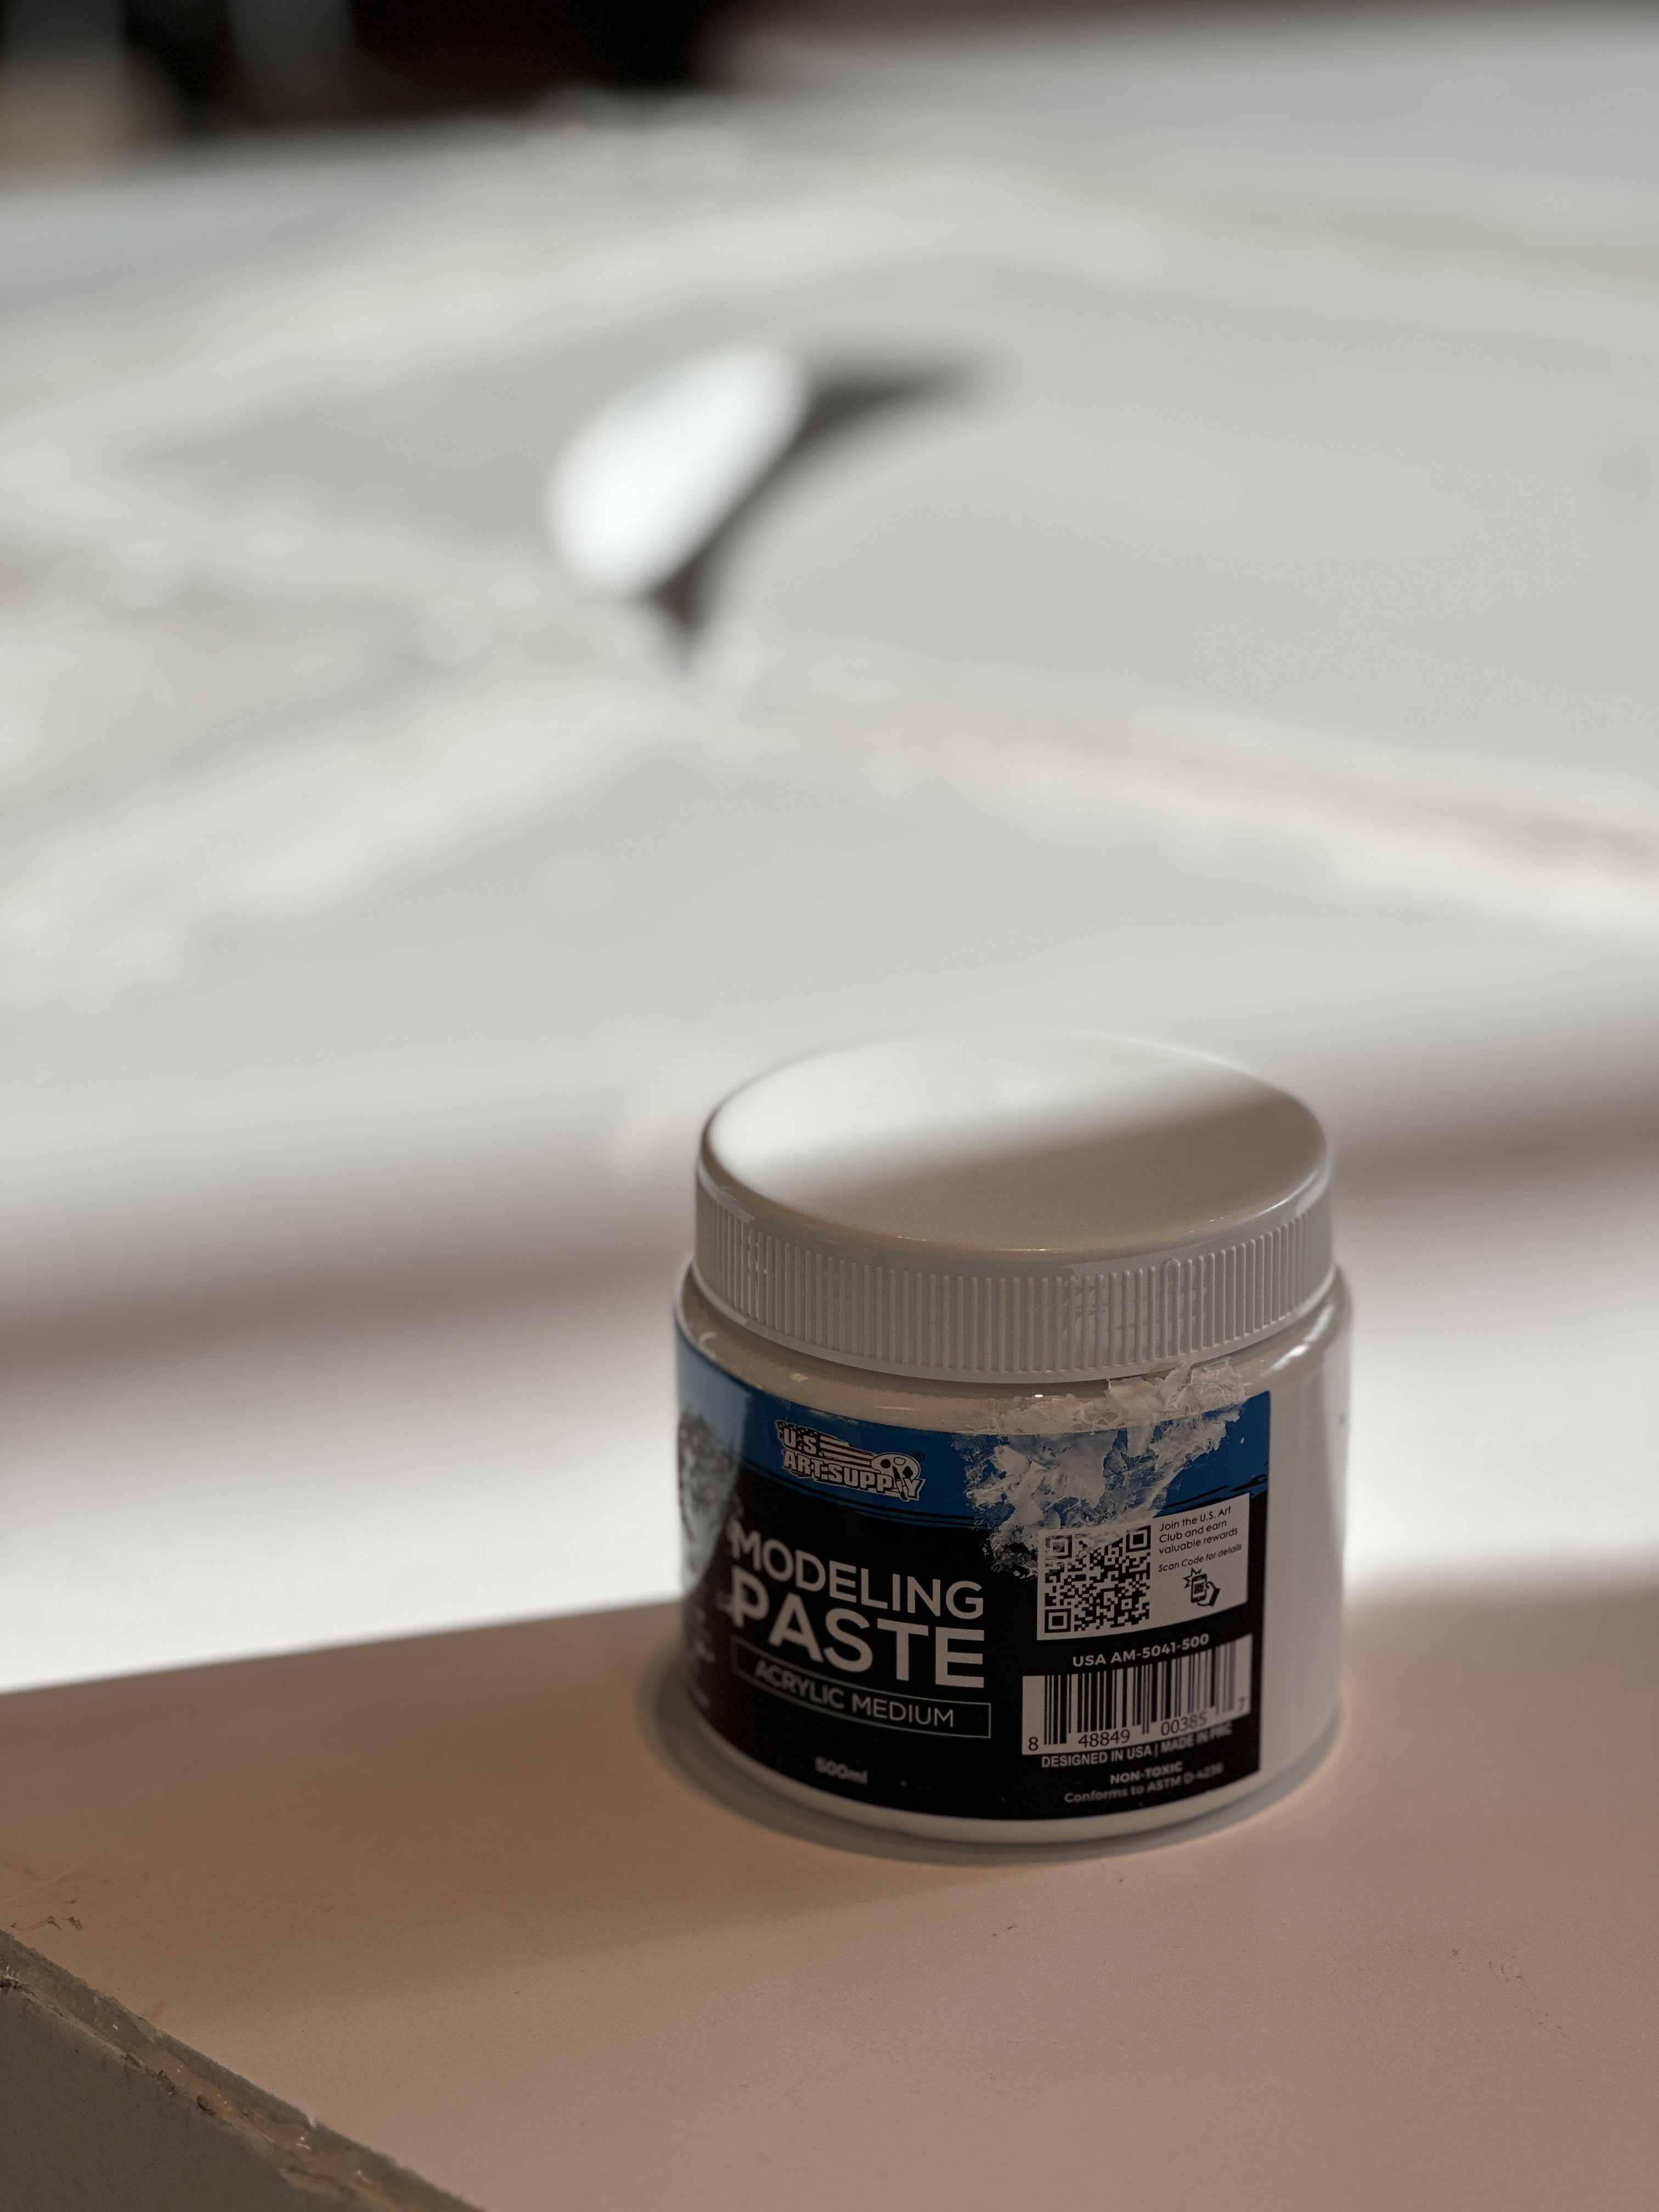 U.S.
ART·SUPPLY
®
MODELING
PASTE
ACRYLIC MEDIUM
500ml
Join the U.S. Art
Club and earn
valuable rewards
Scan Code for details
USA AM-5041-500
8 48849 00385 7
DESIGNED IN USA | MADE IN PRC
NON-TOXIC
Conforms to ASTM D-4236